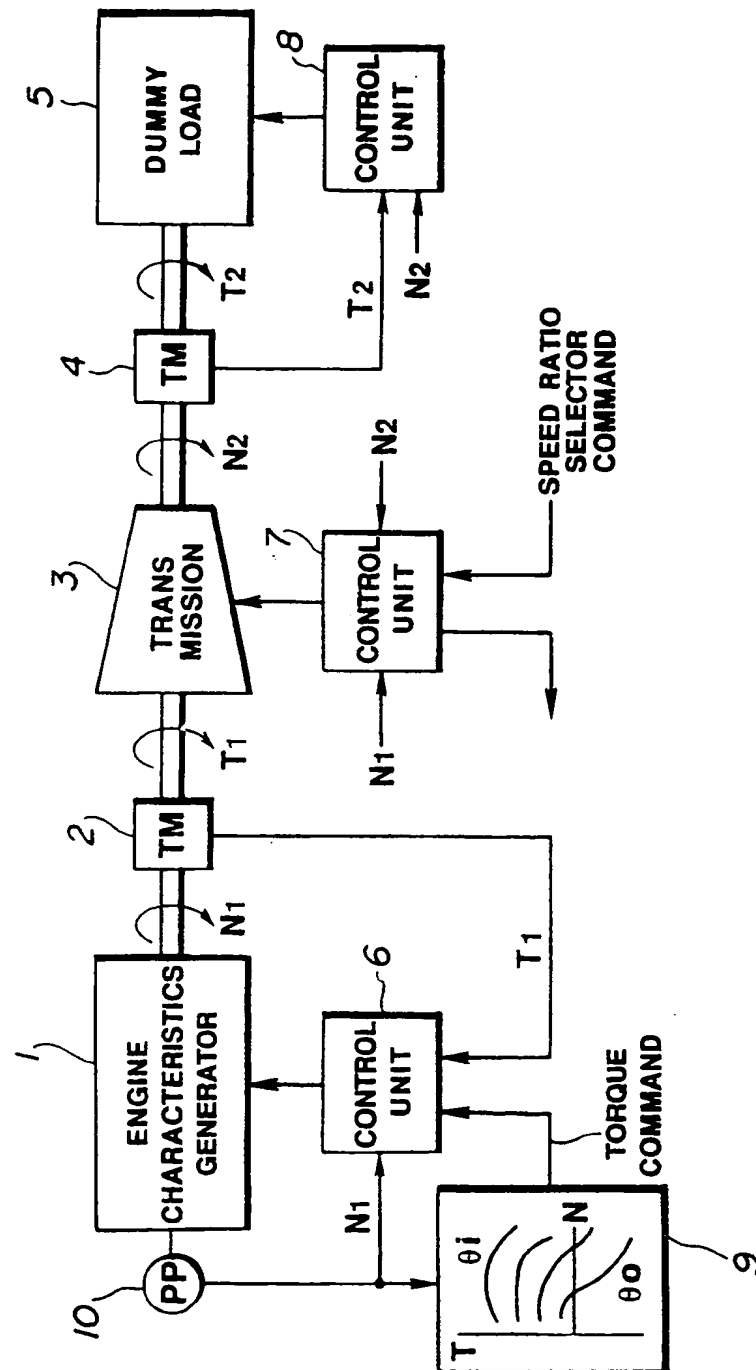 1
ENGINE
CHARACTERISTICS
GENERATOR
10
PP
N1
2
TM
T1
3
TRANS
MISSION
N2
4
TM
T2
5
DUMMY
LOAD
6
CONTROL
UNIT
N1
T1
TORQUE
COMMAND
7
CONTROL
UNIT
N1
N2
SPEED RATIO
SELECTOR
COMMAND
8
CONTROL
UNIT
T2
N2
9
T
θi
N
θo